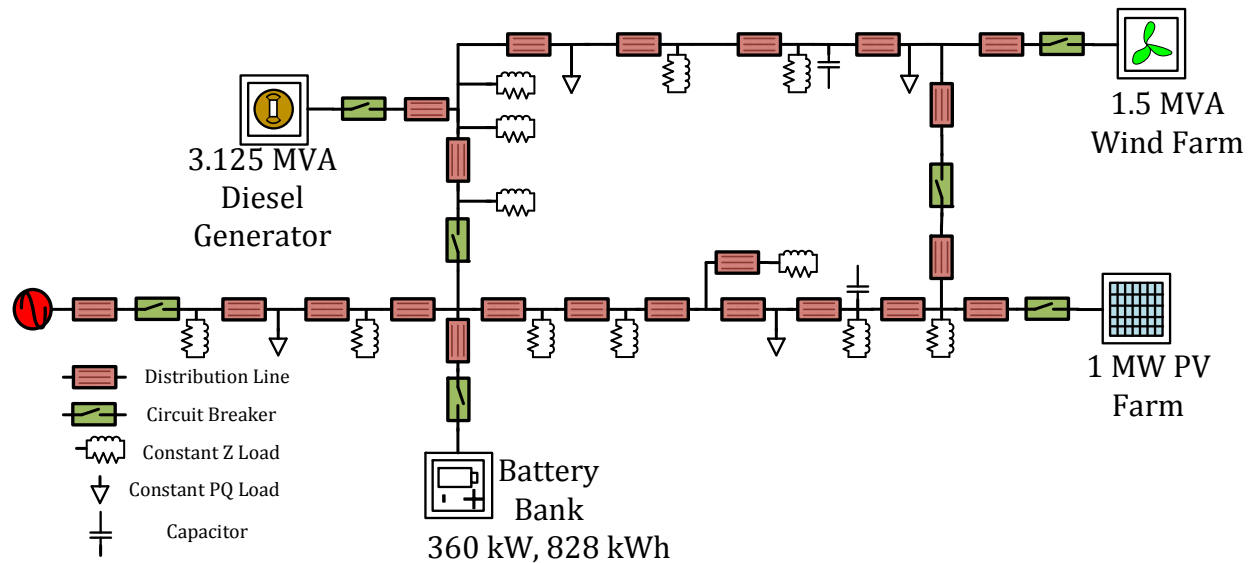 1.5 MVA
Wind Farm
3.125 MVA
Diesel
Generator
1 MW PV
Farm
Distribution Line
Circuit Breaker
Constant Z Load
Constant PQ Load
Capacitor
Battery
Bank
360 kW, 828 kWh